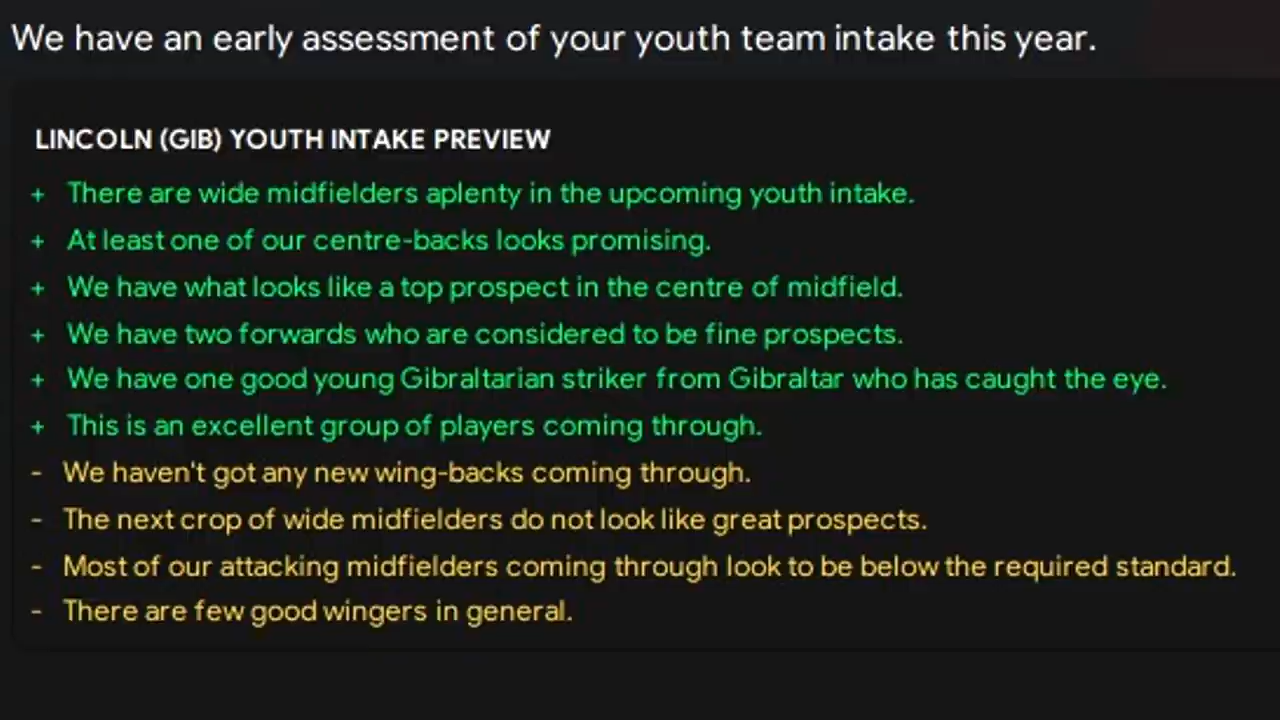 We have an early assessment of your youth team intake this year.
LINCOLN (GIB) YOUTH INTAKE PREVIEW
+ There are wide midfielders aplenty in the upcoming youth intake.
+ At least one of our centre-backs looks promising.
+ We have what looks like a top prospect in the centre of midfield.
+ We have two forwards who are considered to be fine prospects.
+ We have one good young Gibraltarian striker from Gibraltar who has caught the eye.
+ This is an excellent group of players coming through.
- We haven't got any new wing-backs coming through.
- The next crop of wide midfielders do not look like great prospects.
- Most of our attacking midfielders coming through look to be below the required standard.
- There are few good wingers in general.